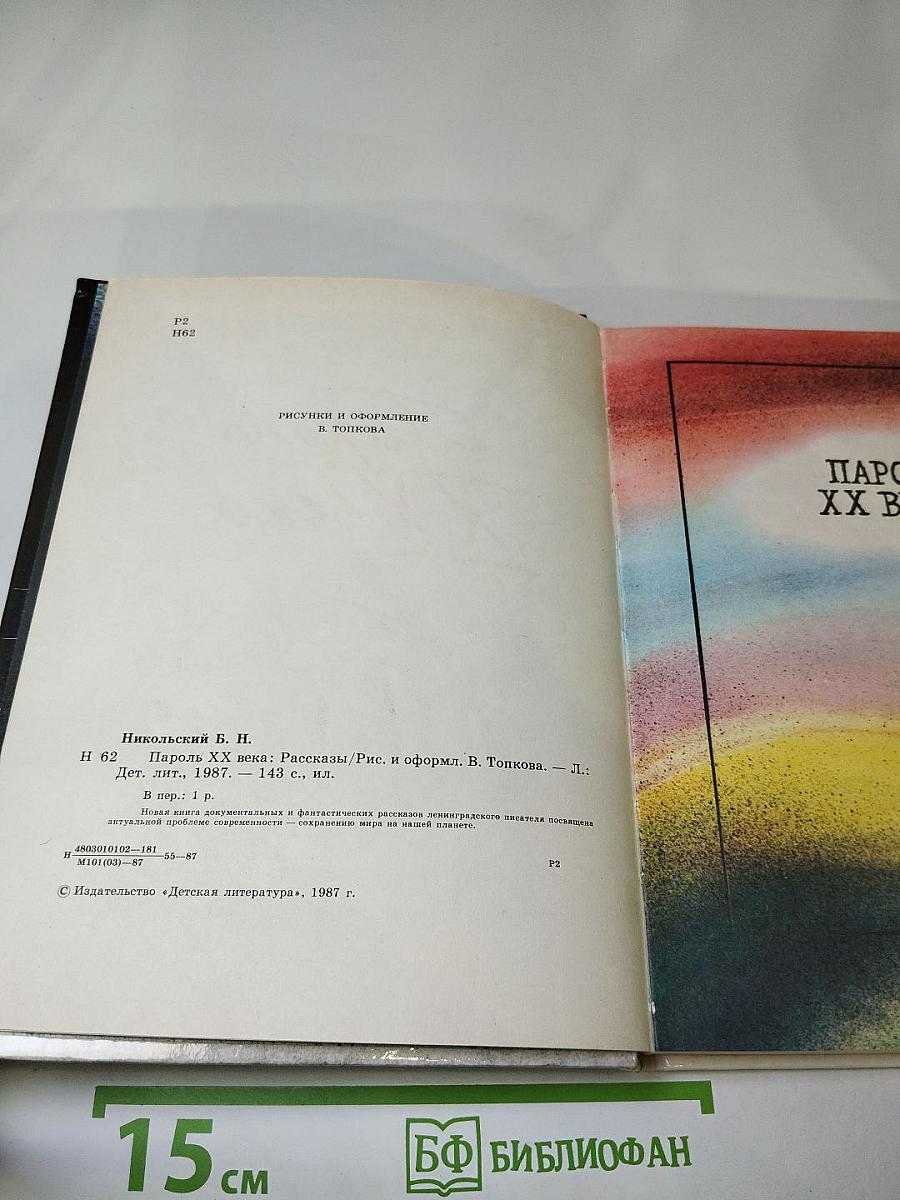 Р2
Н62
РИСУНКИ И ОФОРМЛЕНИЕ
В. ТОПКОВА
Никольский Б. Н.
Н 62 Пароль XX века: Рассказы/Рис. и оформл. В. Топкова. — Л.:
Дет. лит., 1987. — 143 с., ил.
В пер.: 1 р.
Новая книга документальных и фантастических рассказов ленинградского писателя посвящена
актуальной проблеме современности — сохранению мира на нашей планете.
Н 4803010102—181
М101(03)—87 55—87
Р2
© Издательство «Детская литература», 1987 г.
ПАРО
XX В
15 см
БФ БИБЛИОФАН